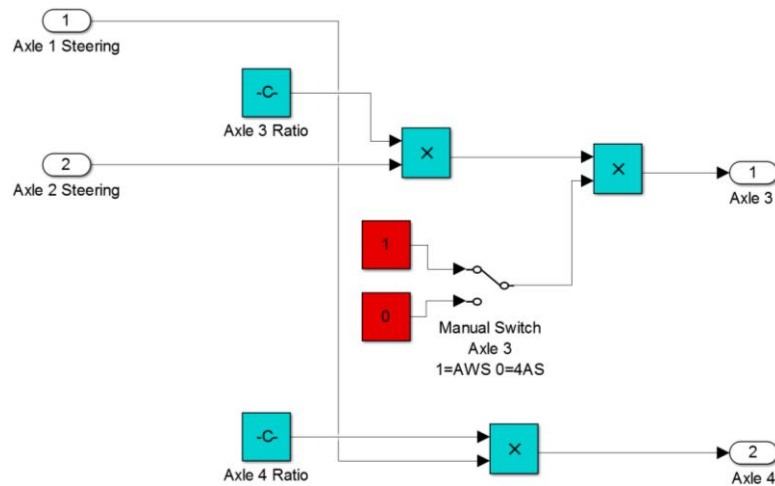 1
Axle 1 Steering
-C-
Axle 3 Ratio
×
×
2
Axle 2 Steering
1
Axle 3
1
0
Manual Switch
Axle 3
1=AWS 0=4AS
-C-
Axle 4 Ratio
×
2
Axle 4